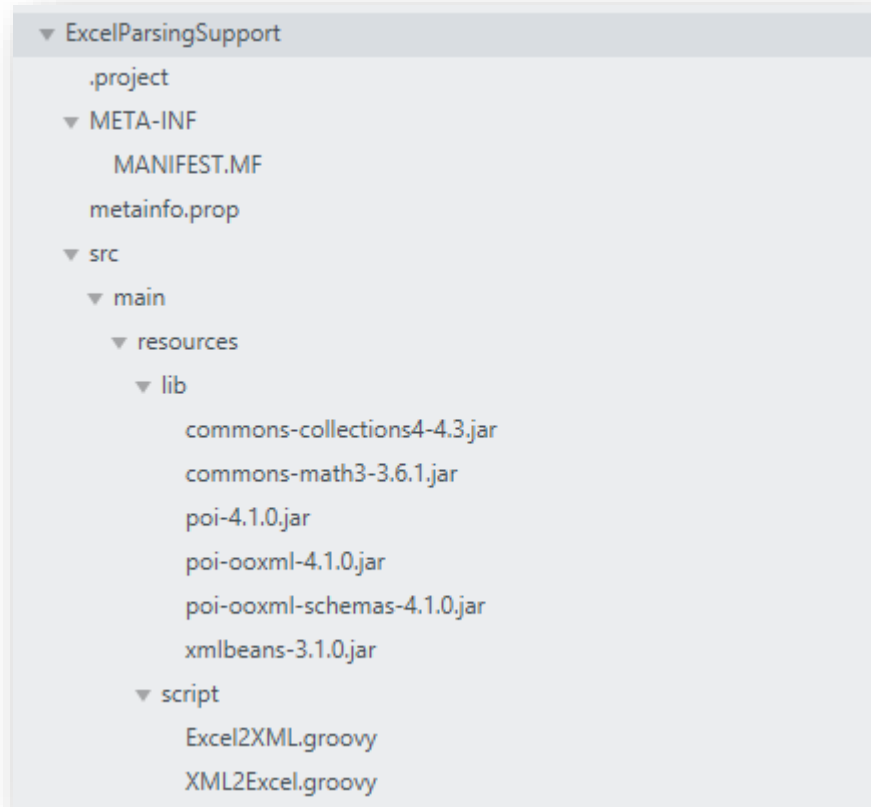 ExcelParsingSupport
.project
META-INF
MANIFEST.MF
metainfo.prop
src
main
resources
lib
commons-collections4-4.3.jar
commons-math3-3.6.1.jar
poi-4.1.0.jar
poi-ooxml-4.1.0.jar
poi-ooxml-schemas-4.1.0.jar
xmlbeans-3.1.0.jar
script
Excel2XML.groovy
XML2Excel.groovy